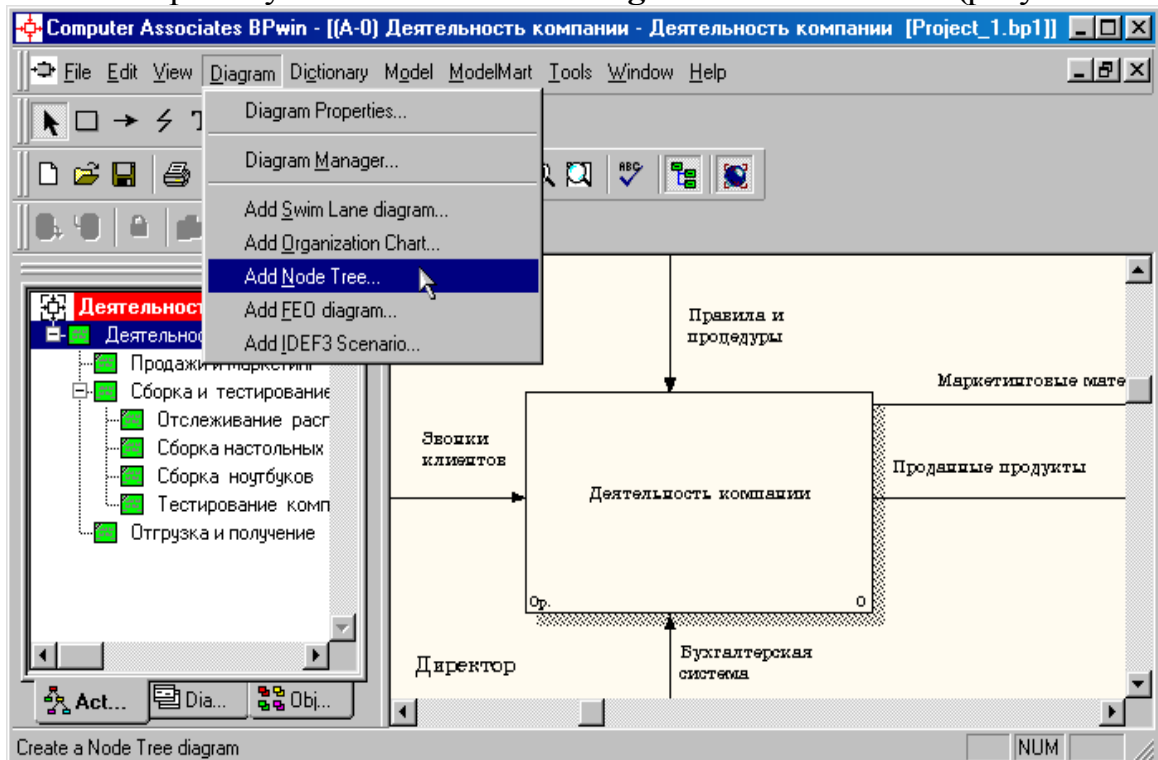 Computer Associates BPwin - [(A-0) Деятельность компании - Деятельность компании [Project_1.bp1]]
File Edit View Diagram Dictionary Model ModelMart Tools Window Help
Diagram Properties...
Diagram Manager...
Add Swim Lane diagram...
Add Organization Chart...
Add Node Tree...
Add FEO diagram...
Add IDEF3 Scenario...
ABC
Деятельност
Деятельнос
Продажи и маркетинг
Сборка и тестирование
Отслеживание расп
Сборка настольных
Сборка ноутбуков
Тестирование комп
Отгрузка и получение
Act... Dia... Obj...
Правила и
процедуры
Маркетинговые мате
Звонки
клиентов
Проданные продукты
Деятельность компании
0р. 0
Директор
Бухгалтерская
система
Create a Node Tree diagram NUM